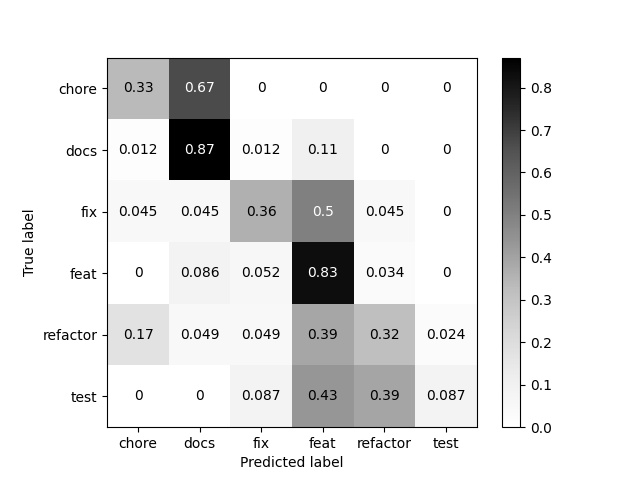 chore 0.33 0.67 0 0 0 0
docs 0.012 0.87 0.012 0.11 0 0
fix 0.045 0.045 0.36 0.5 0.045 0
feat 0 0.086 0.052 0.83 0.034 0
refactor 0.17 0.049 0.049 0.39 0.32 0.024
test 0 0 0.087 0.43 0.39 0.087
chore docs fix feat refactor test
Predicted label
True label
0.8
0.7
0.6
0.5
0.4
0.3
0.2
0.1
0.0